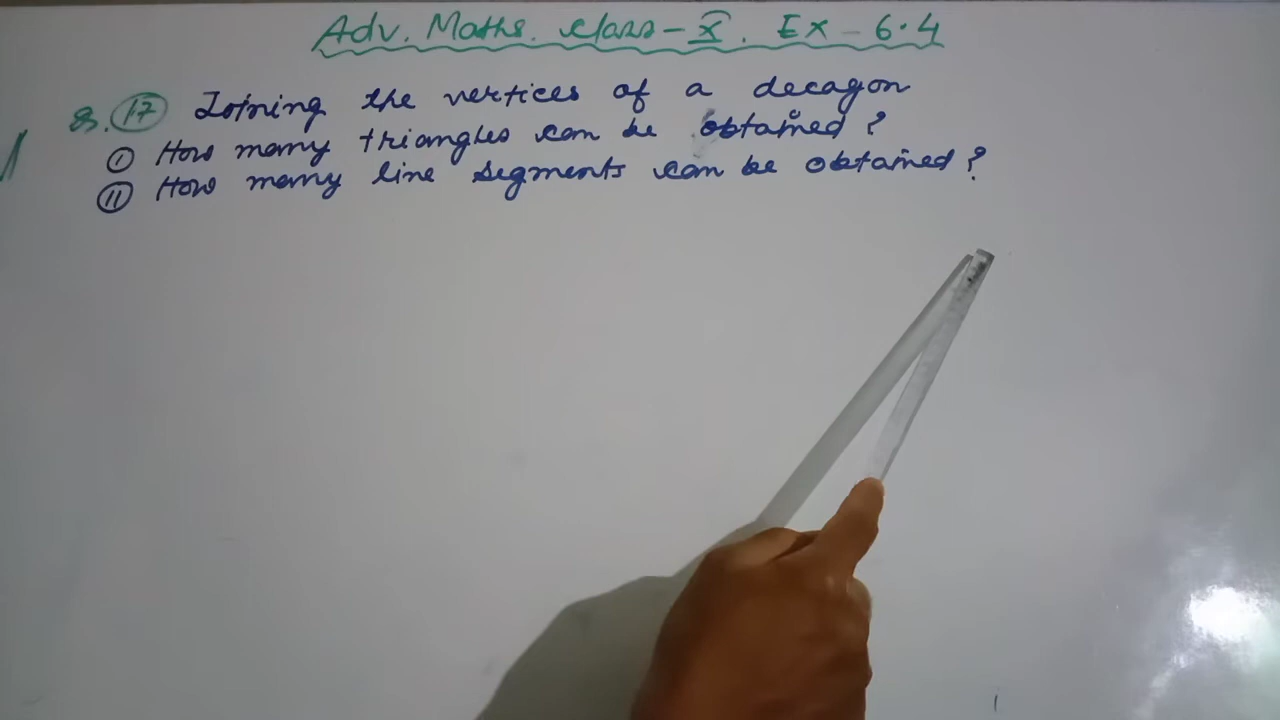 Adv. Maths. Class-X. Ex-6.4
Q. 17 Joining the vertices of a decagon
I How many triangles can be obtained?
II How many line segments can be obtained?